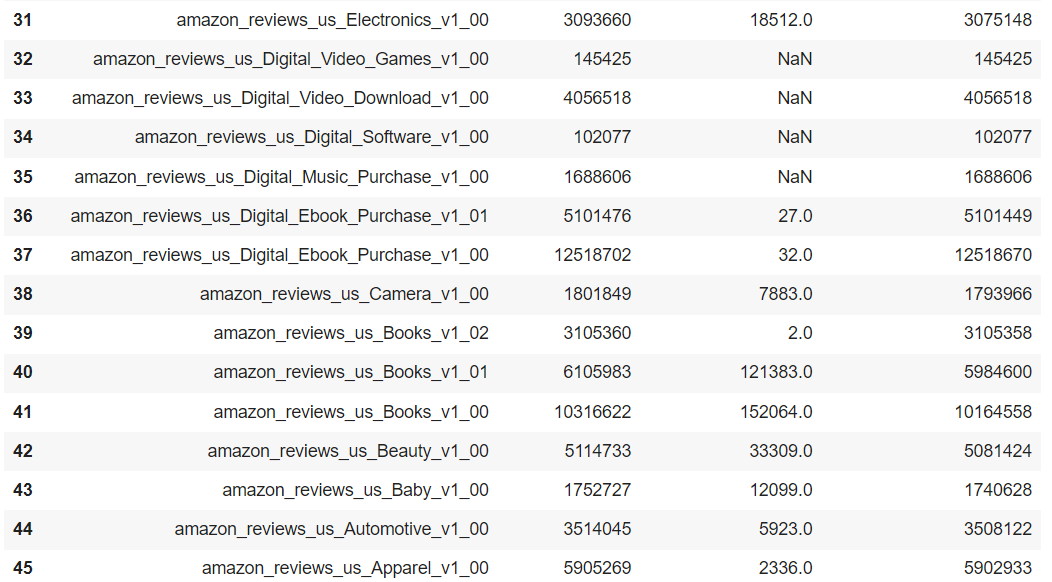 31 amazon_reviews_us_Electronics_v1_00 3093660 18512.0 3075148
32 amazon_reviews_us_Digital_Video_Games_v1_00 145425 NaN 145425
33 amazon_reviews_us_Digital_Video_Download_v1_00 4056518 NaN 4056518
34 amazon_reviews_us_Digital_Software_v1_00 102077 NaN 102077
35 amazon_reviews_us_Digital_Music_Purchase_v1_00 1688606 NaN 1688606
36 amazon_reviews_us_Digital_Ebook_Purchase_v1_01 5101476 27.0 5101449
37 amazon_reviews_us_Digital_Ebook_Purchase_v1_00 12518702 32.0 12518670
38 amazon_reviews_us_Camera_v1_00 1801849 7883.0 1793966
39 amazon_reviews_us_Books_v1_02 3105360 2.0 3105358
40 amazon_reviews_us_Books_v1_01 6105983 121383.0 5984600
41 amazon_reviews_us_Books_v1_00 10316622 152064.0 10164558
42 amazon_reviews_us_Beauty_v1_00 5114733 33309.0 5081424
43 amazon_reviews_us_Baby_v1_00 1752727 12099.0 1740628
44 amazon_reviews_us_Automotive_v1_00 3514045 5923.0 3508122
45 amazon_reviews_us_Apparel_v1_00 5905269 2336.0 5902933